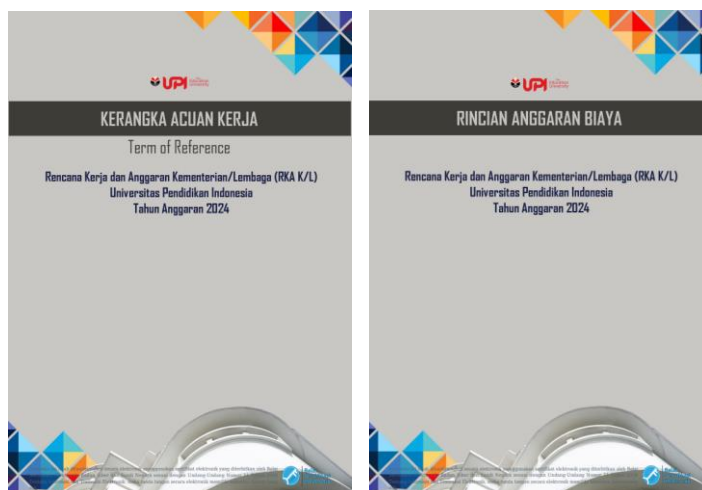 UPI
KERANGKA ACUAN KERJA
Term of Reference
Rencana Kerja dan Anggaran Kementerian/Lembaga (RKA K/L)
Universitas Pendidikan Indonesia
Tahun Anggaran 2024
UPI
RINCIAN ANGGARAN BIAYA
Rencana Kerja dan Anggaran Kementerian/Lembaga (RKA K/L)
Universitas Pendidikan Indonesia
Tahun Anggaran 2024